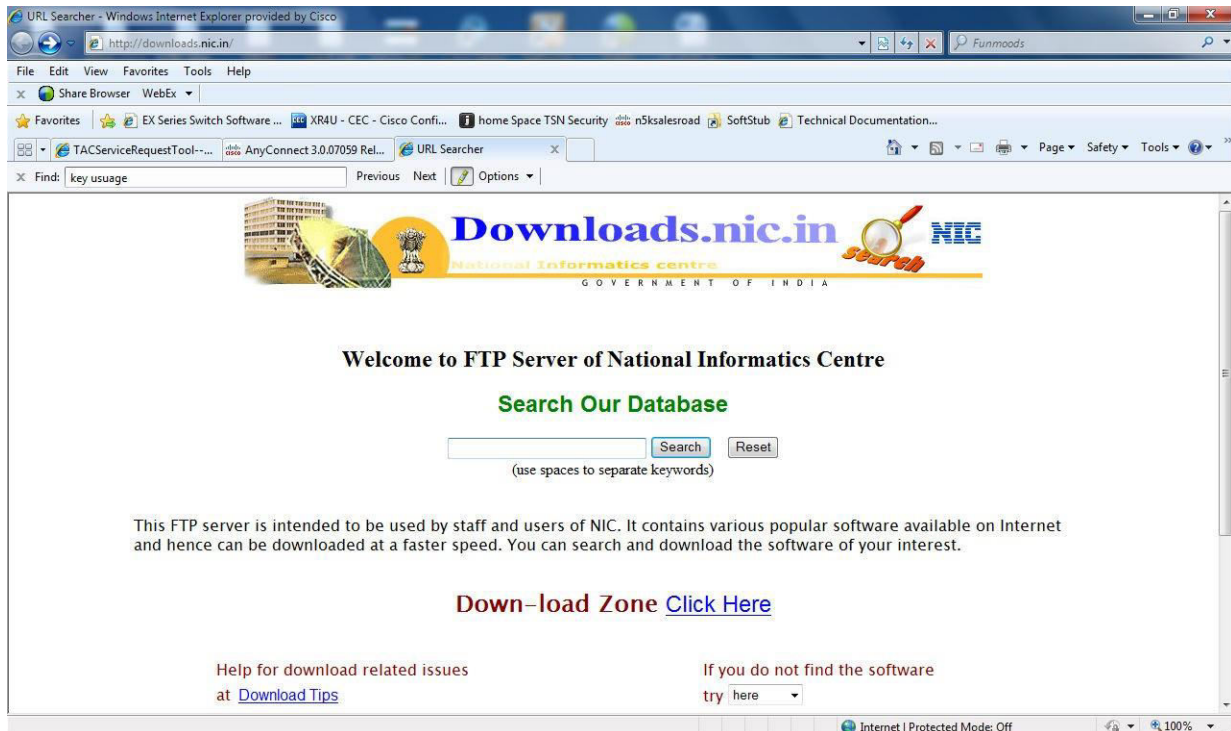 URL Searcher - Windows Internet Explorer provided by Cisco
http://downloads.nic.in/
Funmoods
File Edit View Favorites Tools Help
x Share Browser WebEx
Favorites EX Series Switch Software ... XR4U - CEC - Cisco Confi... home Space TSN Security n5ksalesroad SoftStub Technical Documentation...
TACServiceRequestTool--... AnyConnect 3.0.07059 Rel... URL Searcher x Page Safety Tools
x Find: key usuage Previous Next Options
Downloads.nic.in search NIC
National Informatics centre
GOVERNMENT OF INDIA
Welcome to FTP Server of National Informatics Centre
Search Our Database
Search Reset
(use spaces to separate keywords)
This FTP server is intended to be used by staff and users of NIC. It contains various popular software available on Internet
and hence can be downloaded at a faster speed. You can search and download the software of your interest.
Down-load Zone Click Here
Help for download related issues
at Download Tips
If you do not find the software
try here
Internet | Protected Mode: Off 100%